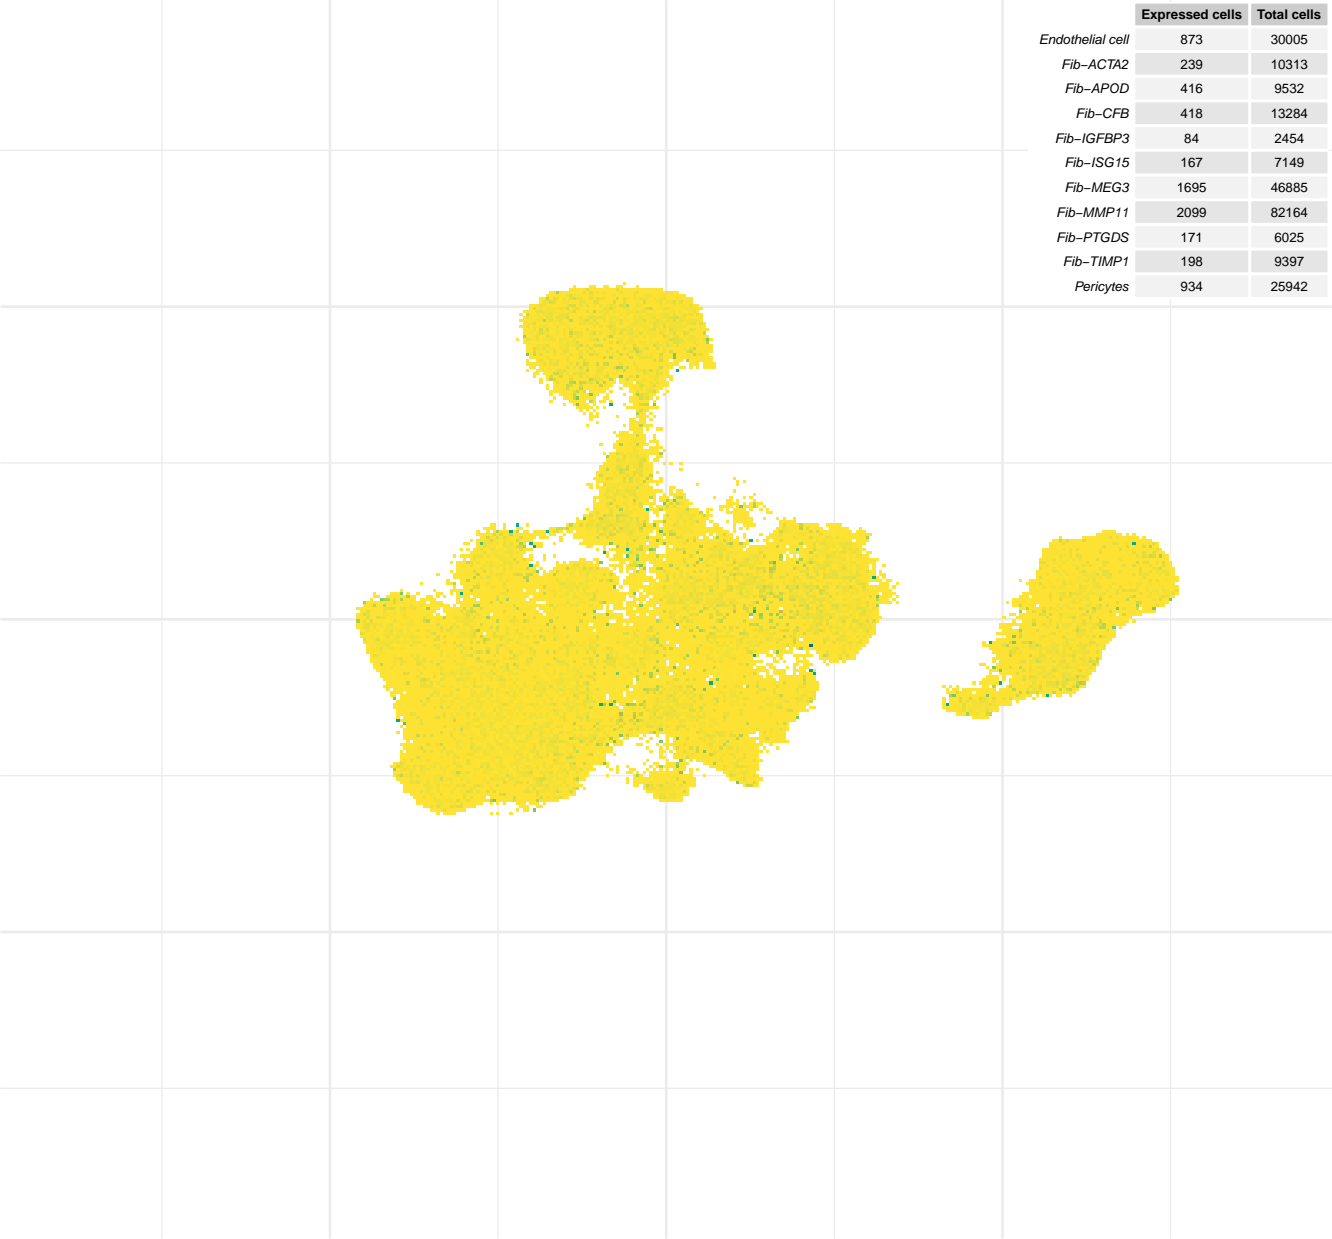 Expressed cells Total cells
Endothelial cell 873 30005
Fib−ACTA2 239 10313
Fib−APOD 416 9532
Fib−CFB 418 13284
Fib−IGFBP3 84 2454
Fib−ISG15 167 7149
Fib−MEG3 1695 46885
Fib−MMP11 2099 82164
Fib−PTGDS 171 6025
Fib−TIMP1 198 9397
Pericytes 934 25942